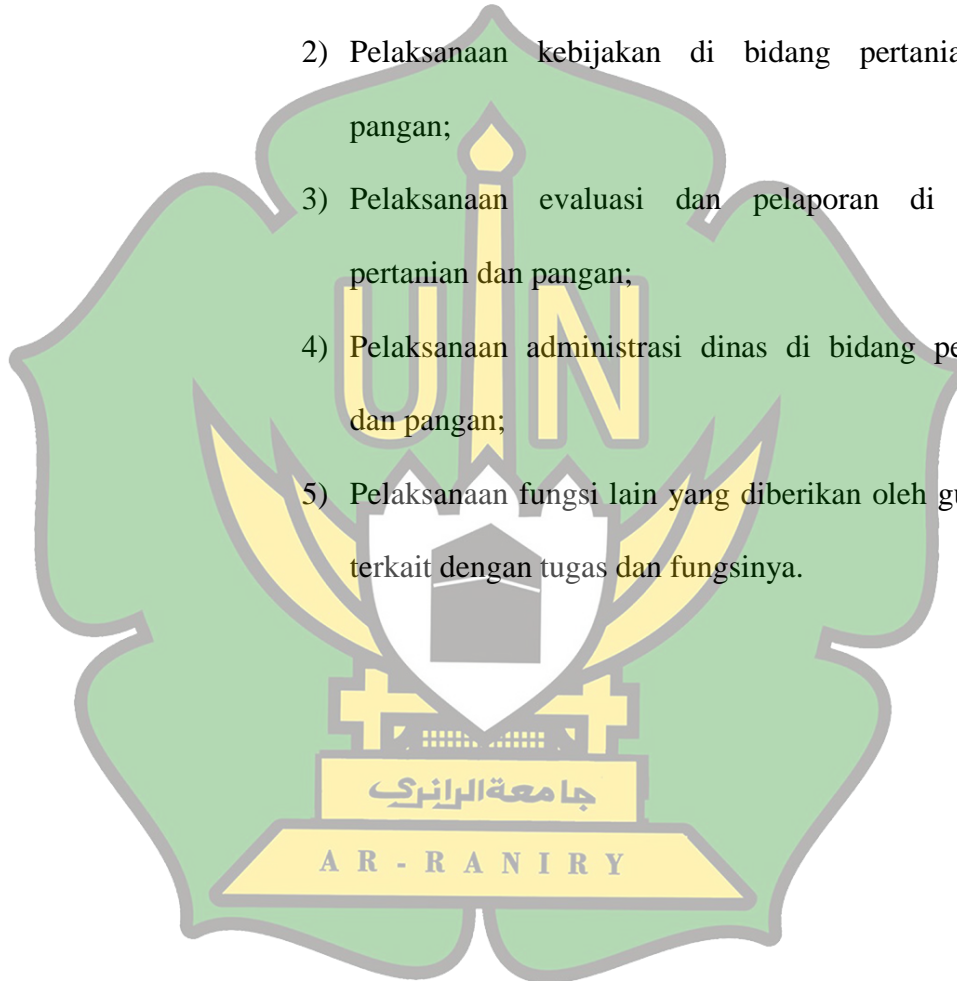 2) Pelaksanaan kebijakan di bidang pertania
pangan;
3) Pelaksanaan evaluasi dan pelaporan di
pertanian dan pangan;
4) Pelaksanaan administrasi dinas di bidang pe
dan pangan;
5) Pelaksanaan fungsi lain yang diberikan oleh gu
terkait dengan tugas dan fungsinya.
UIN
جامعةالرانري
AR-RANIRY